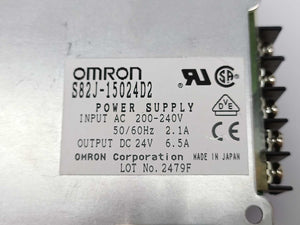 OMRON
S82J-15024D2
POWER SUPPLY
INPUT AC 200-240V
50/60Hz 2.1A
OUTPUT DC 24V 6.5A
OMRON Corporation MADE IN JAPAN
LOT No. 2479F